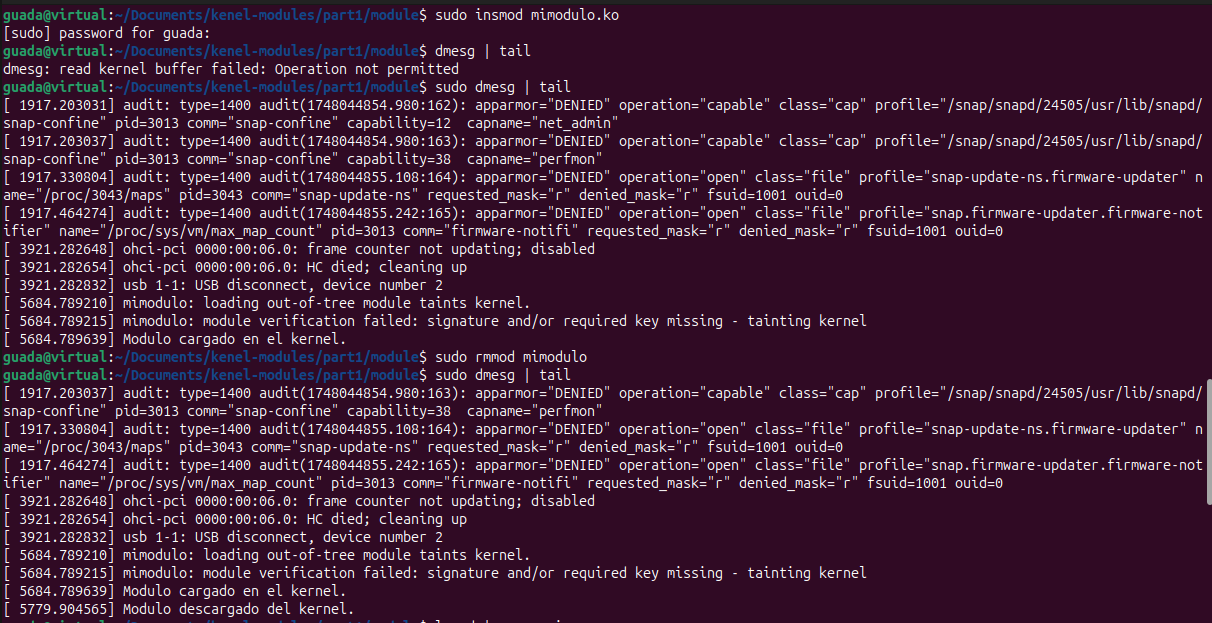 guada@virtual:~/Documents/kenel-modules/part1/module$ sudo insmod mimodulo.ko
[sudo] password for guada:
guada@virtual:~/Documents/kenel-modules/part1/module$ dmesg | tail
dmesg: read kernel buffer failed: Operation not permitted
guada@virtual:~/Documents/kenel-modules/part1/module$ sudo dmesg | tail
[ 1917.203031] audit: type=1400 audit(1748044854.980:162): apparmor="DENIED" operation="capable" class="cap" profile="/snap/snapd/24505/usr/lib/snapd/
snap-confine" pid=3013 comm="snap-confine" capability=12  capname="net_admin"
[ 1917.203037] audit: type=1400 audit(1748044854.980:163): apparmor="DENIED" operation="capable" class="cap" profile="/snap/snapd/24505/usr/lib/snapd/
snap-confine" pid=3013 comm="snap-confine" capability=38  capname="perfmon"
[ 1917.330804] audit: type=1400 audit(1748044855.108:164): apparmor="DENIED" operation="open" class="file" profile="snap-update-ns.firmware-updater" n
ame="/proc/3043/maps" pid=3043 comm="snap-update-ns" requested_mask="r" denied_mask="r" fsuid=1001 ouid=0
[ 1917.464274] audit: type=1400 audit(1748044855.242:165): apparmor="DENIED" operation="open" class="file" profile="snap.firmware-updater.firmware-not
ifier" name="/proc/sys/vm/max_map_count" pid=3013 comm="firmware-notifi" requested_mask="r" denied_mask="r" fsuid=1001 ouid=0
[ 3921.282648] ohci-pci 0000:00:06.0: frame counter not updating; disabled
[ 3921.282654] ohci-pci 0000:00:06.0: HC died; cleaning up
[ 3921.282832] usb 1-1: USB disconnect, device number 2
[ 5684.789210] mimodulo: loading out-of-tree module taints kernel.
[ 5684.789215] mimodulo: module verification failed: signature and/or required key missing - tainting kernel
[ 5684.789639] Modulo cargado en el kernel.
guada@virtual:~/Documents/kenel-modules/part1/module$ sudo rmmod mimodulo
guada@virtual:~/Documents/kenel-modules/part1/module$ sudo dmesg | tail
[ 1917.203037] audit: type=1400 audit(1748044854.980:163): apparmor="DENIED" operation="capable" class="cap" profile="/snap/snapd/24505/usr/lib/snapd/
snap-confine" pid=3013 comm="snap-confine" capability=38  capname="perfmon"
[ 1917.330804] audit: type=1400 audit(1748044855.108:164): apparmor="DENIED" operation="open" class="file" profile="snap-update-ns.firmware-updater" n
ame="/proc/3043/maps" pid=3043 comm="snap-update-ns" requested_mask="r" denied_mask="r" fsuid=1001 ouid=0
[ 1917.464274] audit: type=1400 audit(1748044855.242:165): apparmor="DENIED" operation="open" class="file" profile="snap.firmware-updater.firmware-not
ifier" name="/proc/sys/vm/max_map_count" pid=3013 comm="firmware-notifi" requested_mask="r" denied_mask="r" fsuid=1001 ouid=0
[ 3921.282648] ohci-pci 0000:00:06.0: frame counter not updating; disabled
[ 3921.282654] ohci-pci 0000:00:06.0: HC died; cleaning up
[ 3921.282832] usb 1-1: USB disconnect, device number 2
[ 5684.789210] mimodulo: loading out-of-tree module taints kernel.
[ 5684.789215] mimodulo: module verification failed: signature and/or required key missing - tainting kernel
[ 5684.789639] Modulo cargado en el kernel.
[ 5779.904565] Modulo descargado del kernel.